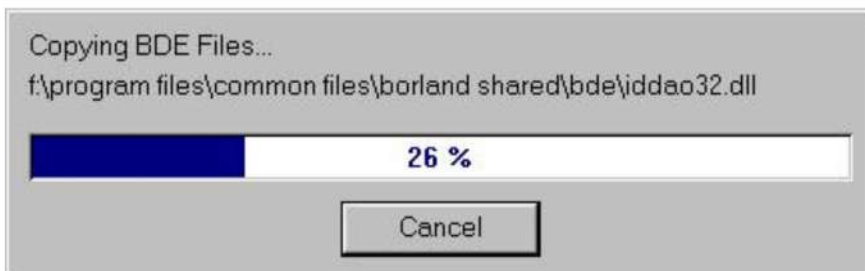 Copying BDE Files...
f:\program files\common files\borland shared\bde\iddao32.dll
26 %
Cancel